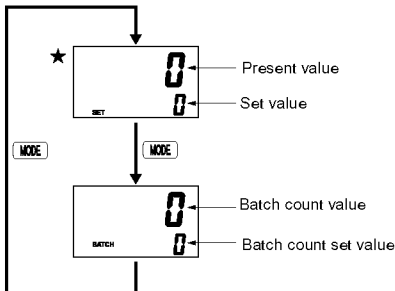 ★
0
Present value
SET
0
Set value
MODE
MODE
0
Batch count value
BATCH
0
Batch count set value